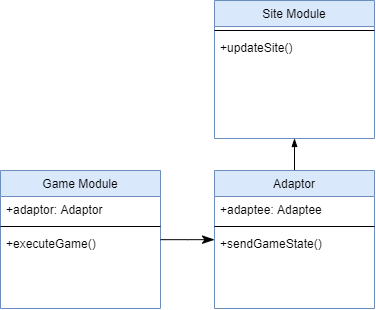 Site Module
+updateSite()
Game Module
+adaptor: Adaptor
+executeGame()
Adaptor
+adaptee: Adaptee
+sendGameState()